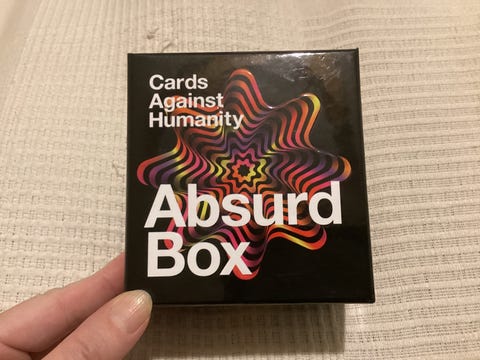 Cards
Against
Humanity
Absurd
Box